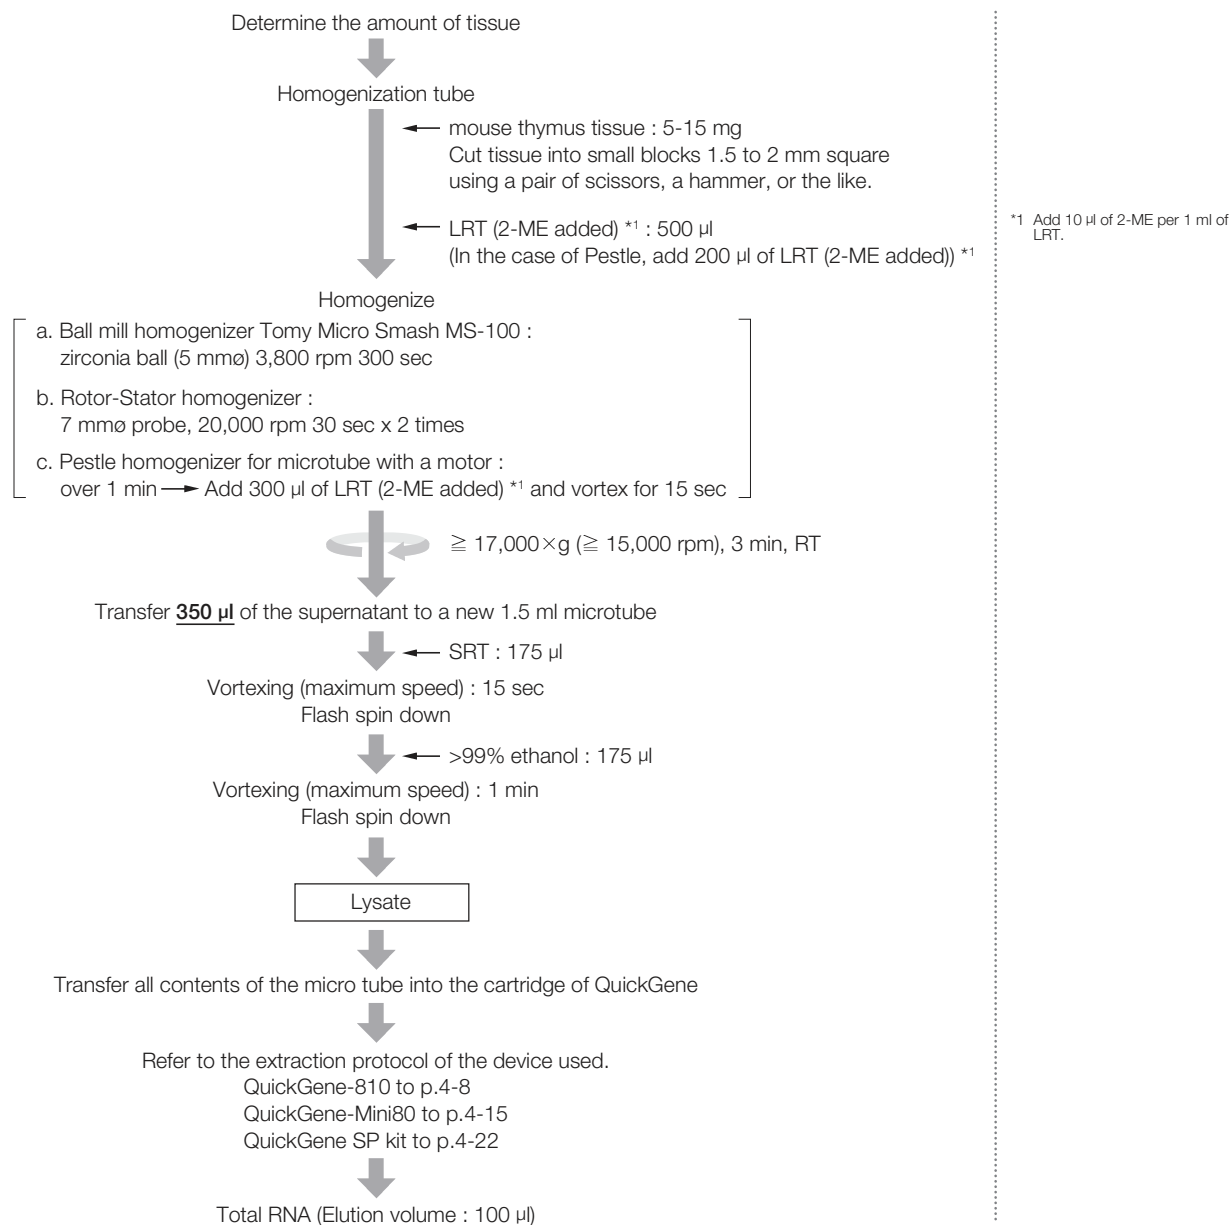 Determine the amount of tissue
Homogenization tube
mouse thymus tissue : 5-15 mg
Cut tissue into small blocks 1.5 to 2 mm square
using a pair of scissors, a hammer, or the like.
LRT (2-ME added) *1 : 500 µl
(In the case of Pestle, add 200 µl of LRT (2-ME added)) *1
*1 Add 10 µl of 2-ME per 1 ml of
LRT.
Homogenize
a. Ball mill homogenizer Tomy Micro Smash MS-100 :
zirconia ball (5 mmø) 3,800 rpm 300 sec
b. Rotor-Stator homogenizer :
7 mmø probe, 20,000 rpm 30 sec x 2 times
c. Pestle homogenizer for microtube with a motor :
over 1 min → Add 300 µl of LRT (2-ME added) *1 and vortex for 15 sec
≧ 17,000×g (≧ 15,000 rpm), 3 min, RT
Transfer 350 µl of the supernatant to a new 1.5 ml microtube
SRT : 175 µl
Vortexing (maximum speed) : 15 sec
Flash spin down
>99% ethanol : 175 µl
Vortexing (maximum speed) : 1 min
Flash spin down
Lysate
Transfer all contents of the micro tube into the cartridge of QuickGene
Refer to the extraction protocol of the device used.
QuickGene-810 to p.4-8
QuickGene-Mini80 to p.4-15
QuickGene SP kit to p.4-22
Total RNA (Elution volume : 100 µl)